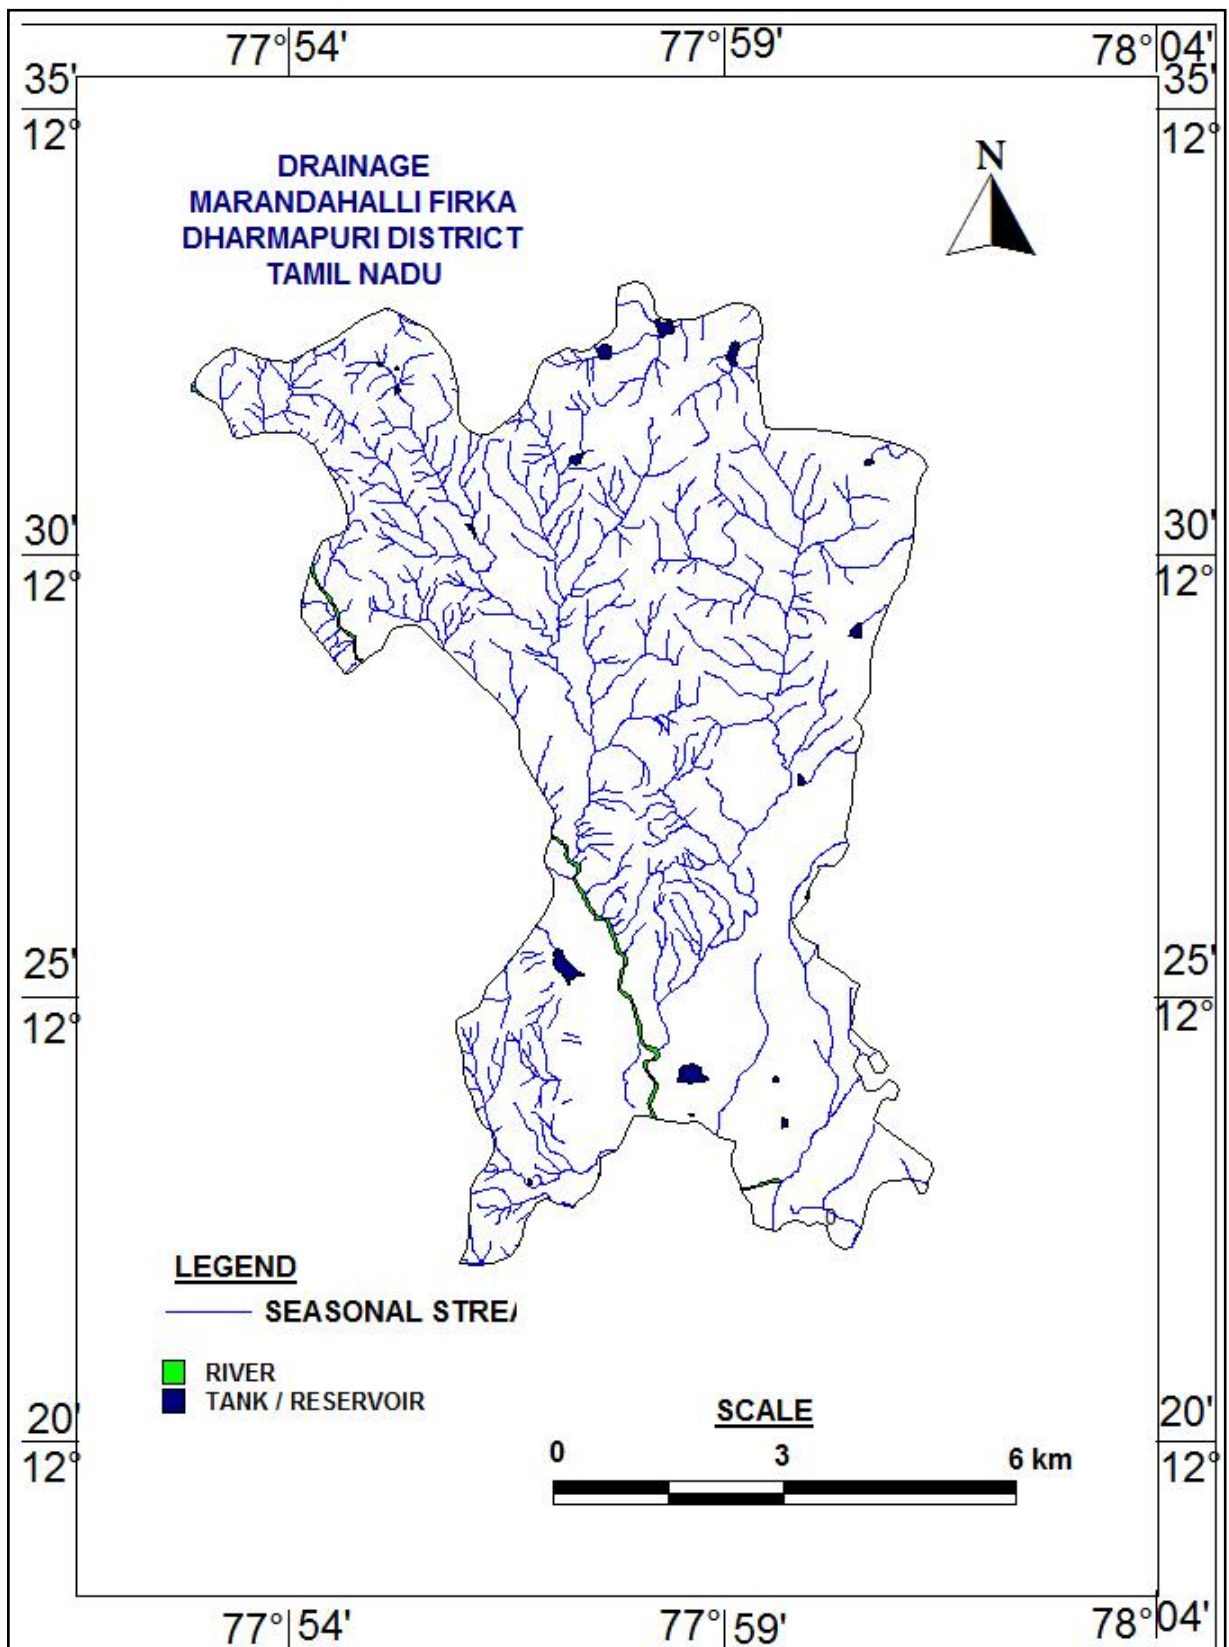 77°54' 77°59' 78°04'
35' 35'
12° 12°
N
DRAINAGE
MARANDAHALLI FIRKA
DHARMAPURI DISTRICT
TAMIL NADU
30' 30'
12° 12°
25' 25'
12° 12°
LEGEND
SEASONAL STREA
RIVER
TANK / RESERVOIR
SCALE
0 3 6 km
20' 20'
12° 12°
77°54' 77°59' 78°04'